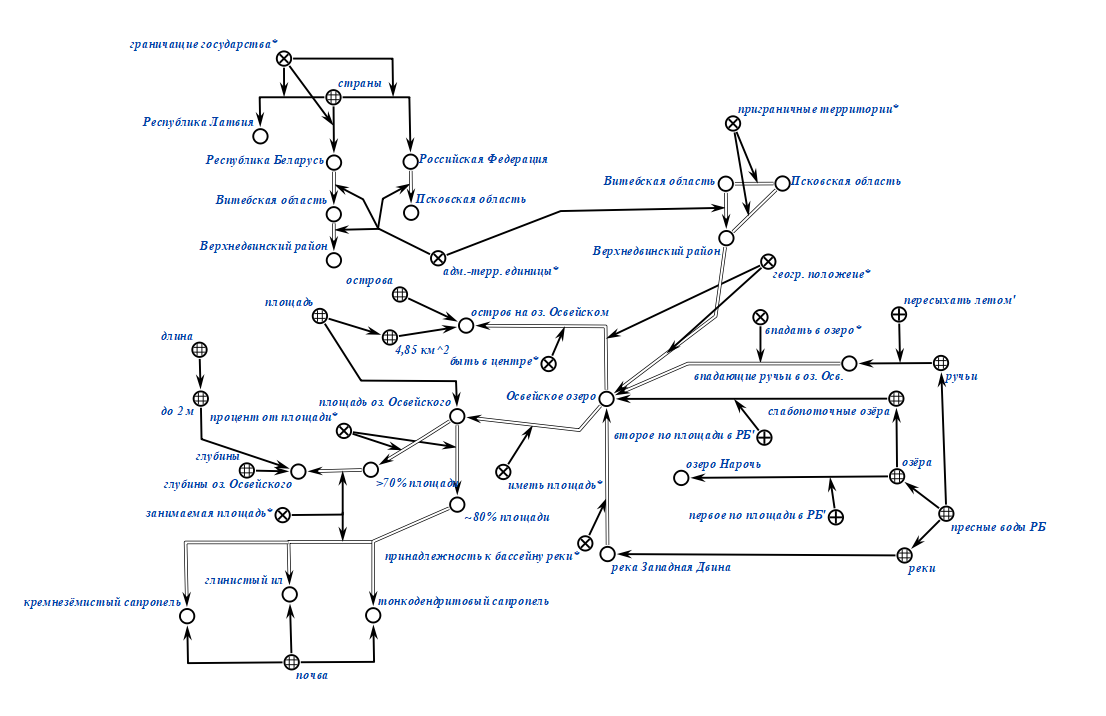 граничащие государства*
страны
Республика Латвия
приграничные территории*
Республика Беларусь
Российская Федерация
Витебская область
Псковская область
Витебская область
Псковская область
Верхнедвинский район
Верхнедвинский район
адм.-терр. единицы*
геогр. положеие*
острова
площадь
остров на оз. Освейском
пересыхать летом'
длина
4,85 км^2
быть в центре*
впадать в озеро*
впадающие ручьи в оз. Осв.
ручьи
до 2 м
площадь оз. Освейского
Освейское озеро
процент от площади*
слабопоточные озёра
второе по площади в РБ'
глубины
глубины оз. Освейского
>70% площади
иметь площадь*
озеро Нарочь
озёра
занимаемая площадь*
~80% площади
первое по площади в РБ'
пресные воды РБ
принадлежность к бассейну реки*
река Западная Двина
реки
глинистый ил
кремнезёмистый сапропель
тонкодендритовый сапропель
почва